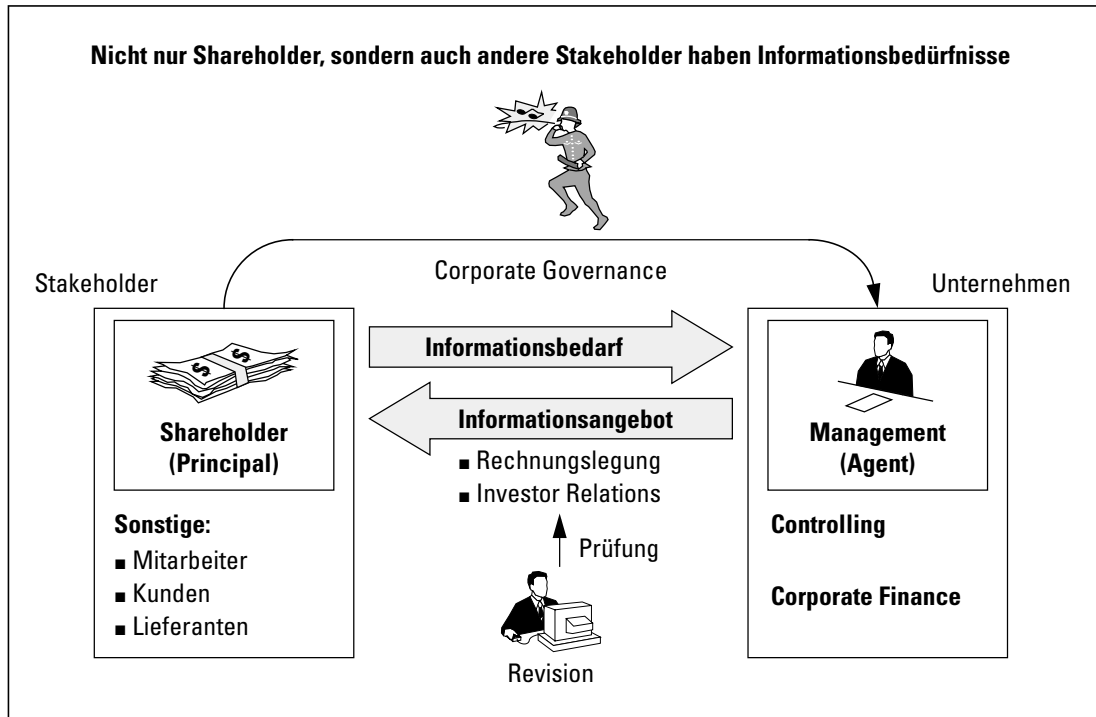 Nicht nur Shareholder, sondern auch andere Stakeholder haben Informationsbedürfnisse
Corporate Governance
Stakeholder
Unternehmen
$ $
Shareholder
(Principal)
Sonstige:
■ Mitarbeiter
■ Kunden
■ Lieferanten
Informationsbedarf
Informationsangebot
■ Rechnungslegung
■ Investor Relations
Prüfung
Revision
Management
(Agent)
Controlling
Corporate Finance